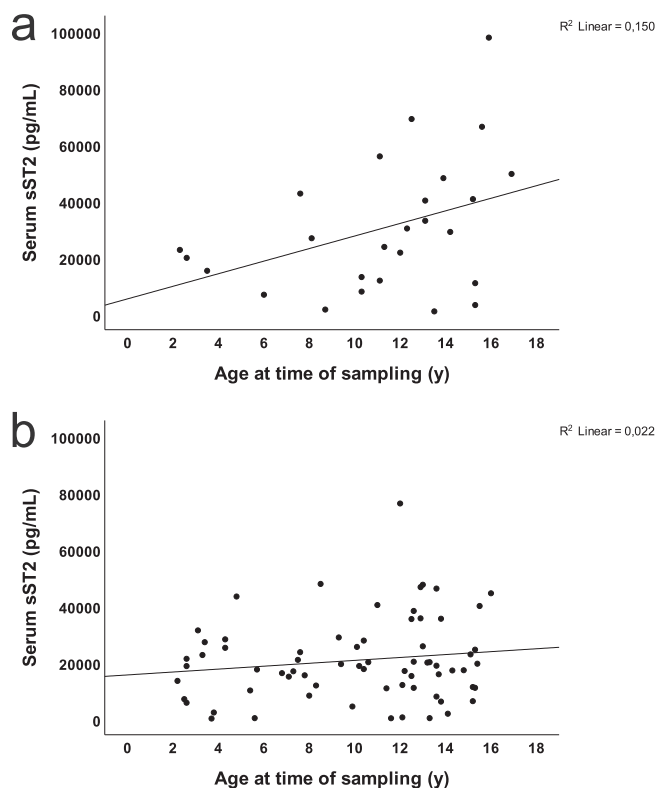 a
R² Linear = 0,150
100000
80000
60000
40000
20000
0
Serum sST2 (pg/mL)
0 2 4 6 8 10 12 14 16 18
Age at time of sampling (y)
b
R² Linear = 0,022
100000
80000
60000
40000
20000
0
Serum sST2 (pg/mL)
0 2 4 6 8 10 12 14 16 18
Age at time of sampling (y)